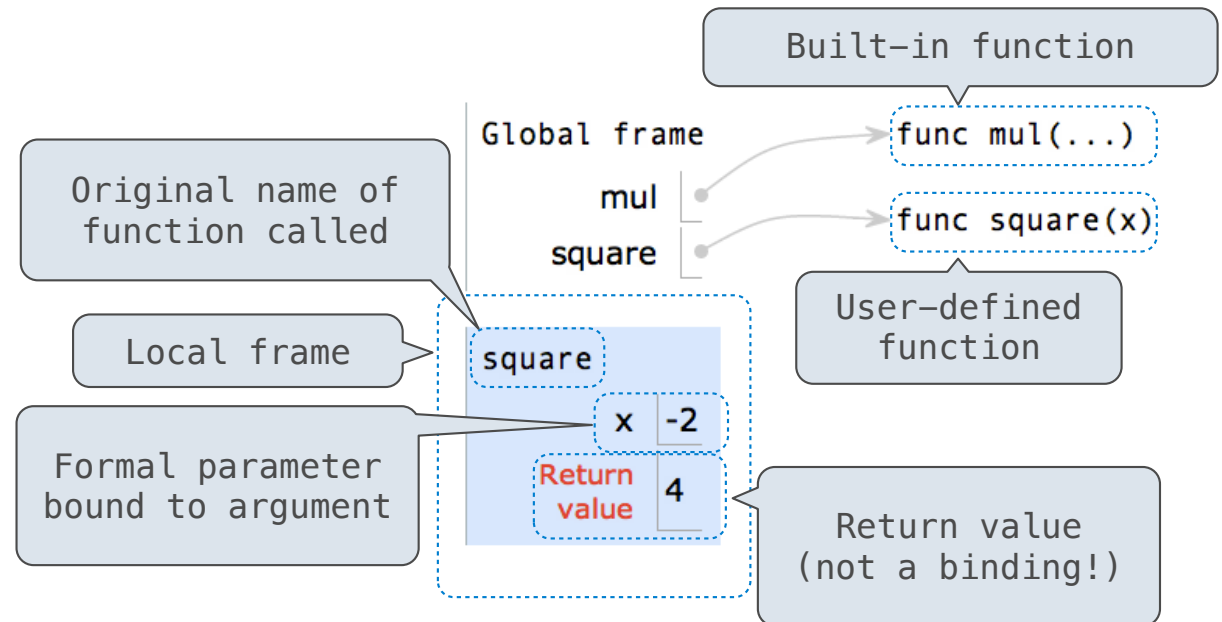 Built-in function
Global frame
func mul(...)
mul
Original name of
function called
func square(x)
square
User-defined
function
Local frame
square
x -2
Formal parameter
bound to argument
Return
value 4
Return value
(not a binding!)